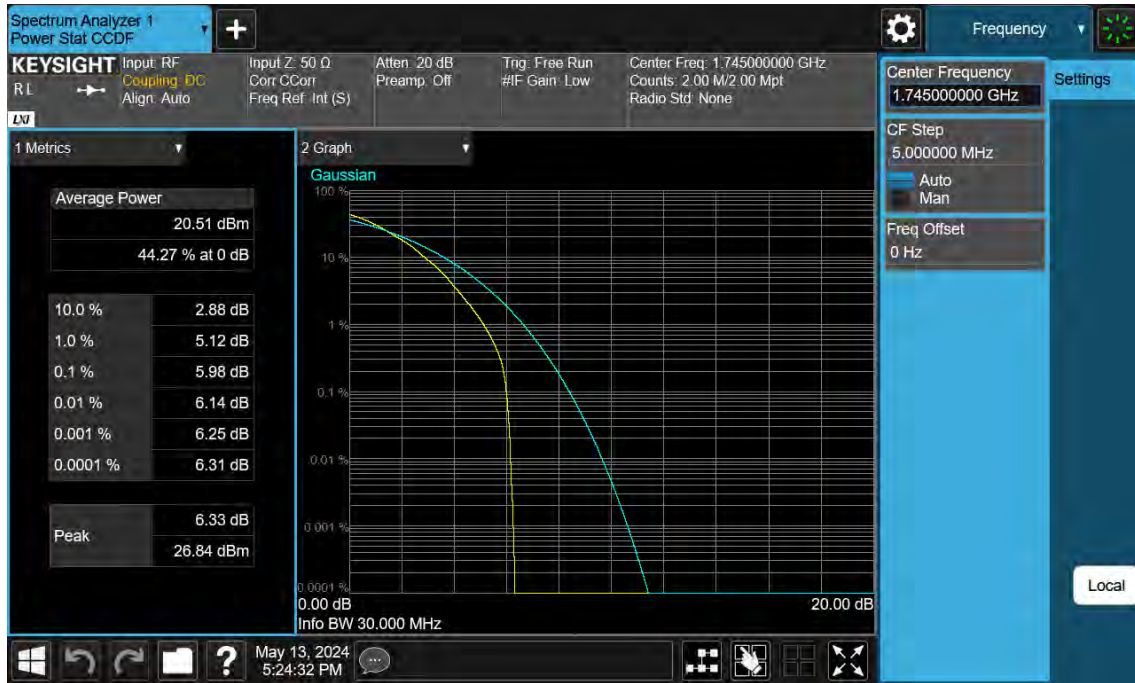 Spectrum Analyzer 1
Power Stat CCDF
+
Frequency
KEYSIGHT
RL
LXI
Input: RF
Coupling: DC
Align: Auto
Input Z: 50 Ω
Corr CCorr
Freq Ref: Int (S)
Atten: 20 dB
Preamp: Off
Trig: Free Run
#IF Gain: Low
Center Freq: 1.745000000 GHz
Counts: 2.00 M/2.00 Mpt
Radio Std: None
Center Frequency
1.745000000 GHz
Settings
CF Step
5.000000 MHz
Auto
Man
Freq Offset
0 Hz
1 Metrics
Average Power
20.51 dBm
44.27 % at 0 dB
10.0 % 2.88 dB
1.0 % 5.12 dB
0.1 % 5.98 dB
0.01 % 6.14 dB
0.001 % 6.25 dB
0.0001 % 6.31 dB
Peak
6.33 dB
26.84 dBm
2 Graph
Gaussian
100 %
10 %
1 %
0.1 %
0.01 %
0.001 %
0.0001 %
0.00 dB 20.00 dB
Info BW 30.000 MHz
Local
?
May 13, 2024
5:24:32 PM